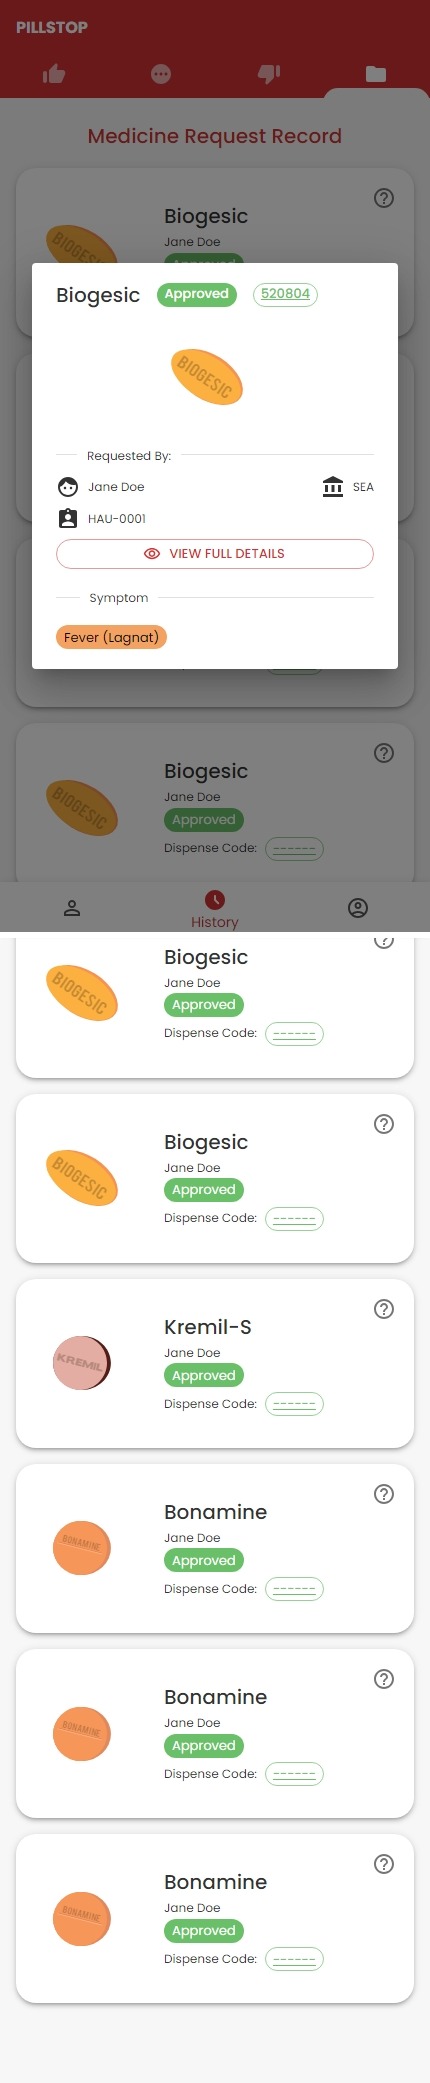 PILLSTOP
Medicine Request Record
Biogesic
Jane Doe
Approved
Biogesic Approved 520804
BIOGESIC
Requested By:
Jane Doe SEA
HAU-0001
VIEW FULL DETAILS
Symptom
Fever (Lagnat)
Biogesic
BIOGESIC
Jane Doe
Approved
Dispense Code: ------
History
Biogesic
BIOGESIC
Jane Doe
Approved
Dispense Code: ------
Biogesic
BIOGESIC
Jane Doe
Approved
Dispense Code: ------
Kremil-S
KREMIL
Jane Doe
Approved
Dispense Code: ------
Bonamine
BONAMINE
Jane Doe
Approved
Dispense Code: ------
Bonamine
BONAMINE
Jane Doe
Approved
Dispense Code: ------
Bonamine
BONAMINE
Jane Doe
Approved
Dispense Code: ------